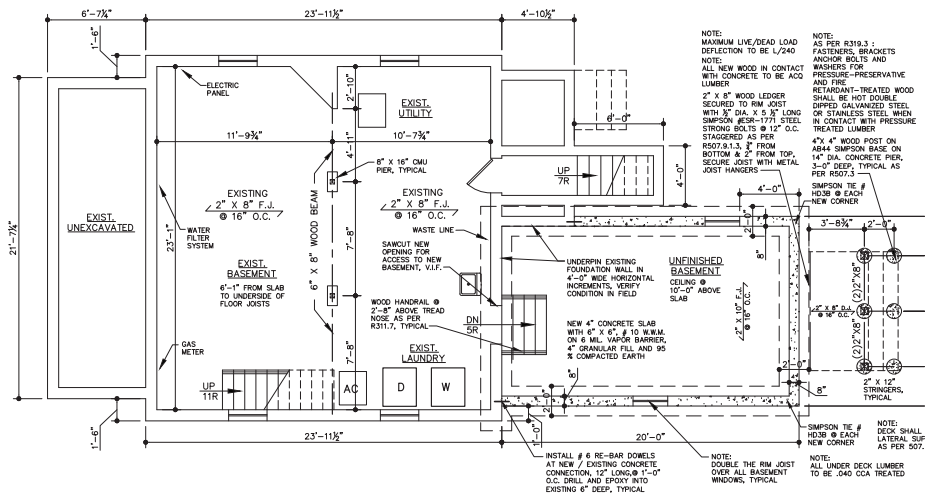 6'-7¼"
23'-11½"
4'-10½"
1'-6"
ELECTRIC
PANEL
2'-10"
EXIST.
UTILITY
11'-9¾"
10'-7¾"
4'-11"
8" X 16" CMU
PIER, TYPICAL
6'-0"
UP
7R
4'-0"
EXISTING
2" X 8" F.J.
@ 16" O.C.
EXISTING
2" X 8" F.J.
@ 16" O.C.
6" X 8" WOOD BEAM
EXIST.
UNEXCAVATED
21'-7¼"
WATER
FILTER
SYSTEM
23'-1"
EXIST.
BASEMENT
6'-1" FROM SLAB
TO UNDERSIDE OF
FLOOR JOISTS
7'-8"
WASTE LINE
SAWCUT NEW
OPENING FOR
ACCESS TO NEW
BASEMENT, V.I.F.
WOOD HANDRAIL @
2'-8" ABOVE TREAD
NOSE AS PER
R311.7, TYPICAL
EXIST.
LAUNDRY
7'-8"
GAS
METER
UP
11R
AC
D
W
DN
5R
1'-6"
23'-11½"
1'-0"
20'-0"
UNDERPIN EXISTING
FOUNDATION WALL IN
4'-0" WIDE HORIZONTAL
INCREMENTS, VERIFY
CONDITION IN FIELD
UNFINISHED
BASEMENT
CEILING @
10'-0" ABOVE
SLAB
2" X 10" F.J.
@ 16" O.C.
NEW 4" CONCRETE SLAB
WITH 6" X 6", # 10 W.W.M.
ON 6 MIL. VAPOR BARRIER,
4" GRANULAR FILL AND 95
% COMPACTED EARTH
2'-0"
8"
8"
2'-0"
2'-0"
8"
4'-0"
3'-8¾"
2'-0"
(2)2"X8"
(2)2"X8"
2" X 8" D.J.
@ 16" O.C.
2" X 12"
STRINGERS,
TYPICAL
NOTE:
MAXIMUM LIVE/DEAD LOAD
DEFLECTION TO BE L/240
NOTE:
ALL NEW WOOD IN CONTACT
WITH CONCRETE TO BE ACQ
LUMBER
2" X 8" WOOD LEDGER
SECURED TO RIM JOIST
WITH ½" DIA. X 5 ½" LONG
SIMPSON #ESR-1771 STEEL
STRONG BOLTS @ 12" O.C.
STAGGERED AS PER
R507.9.1.3, ¾" FROM
BOTTOM & 2" FROM TOP,
SECURE JOIST WITH METAL
JOIST HANGERS
NOTE:
AS PER R319.3 :
FASTENERS, BRACKETS
ANCHOR BOLTS AND
WASHERS FOR
PRESSURE-PRESERVATIVE
AND FIRE
RETARDANT-TREATED WOOD
SHALL BE HOT DOUBLE
DIPPED GALVANIZED STEEL
OR STAINLESS STEEL WHEN
IN CONTACT WITH PRESSURE
TREATED LUMBER
4"X 4" WOOD POST ON
AB44 SIMPSON BASE ON
14" DIA. CONCRETE PIER,
3-0" DEEP, TYPICAL AS
PER R507.3
SIMPSON TIE #
HD3B @ EACH
NEW CORNER
INSTALL # 6 RE-BAR DOWELS
AT NEW / EXISTING CONCRETE
CONNECTION, 12" LONG,@ 1'-0"
O.C. DRILL AND EPOXY INTO
EXISTING 6" DEEP, TYPICAL
NOTE:
DOUBLE THE RIM JOIST
OVER ALL BASEMENT
WINDOWS, TYPICAL
SIMPSON TIE #
HD3B @ EACH
NEW CORNER
NOTE:
DECK SHALL
LATERAL SUF
AS PER 507.
NOTE:
ALL UNDER DECK LUMBER
TO BE .040 CCA TREATED